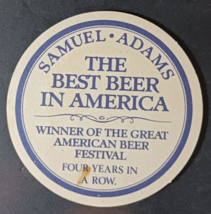 SAMUEL • ADAMS
THE
BEST BEER
IN AMERICA
WINNER OF THE GREAT
AMERICAN BEER
FESTIVAL
FOUR YEARS IN
A ROW.